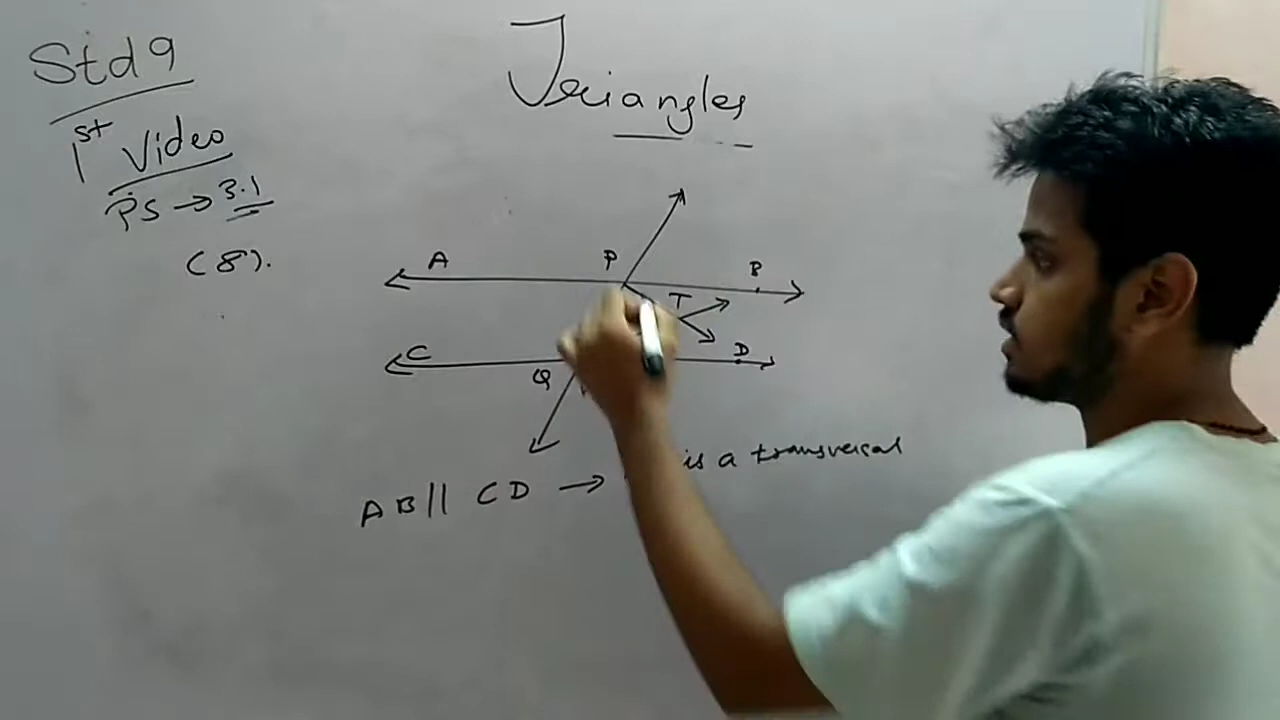 Std 9
Triangles
1st Video
PS → 3.1
(8).
A P B
T
C D
Q
AB || CD → is a transversal